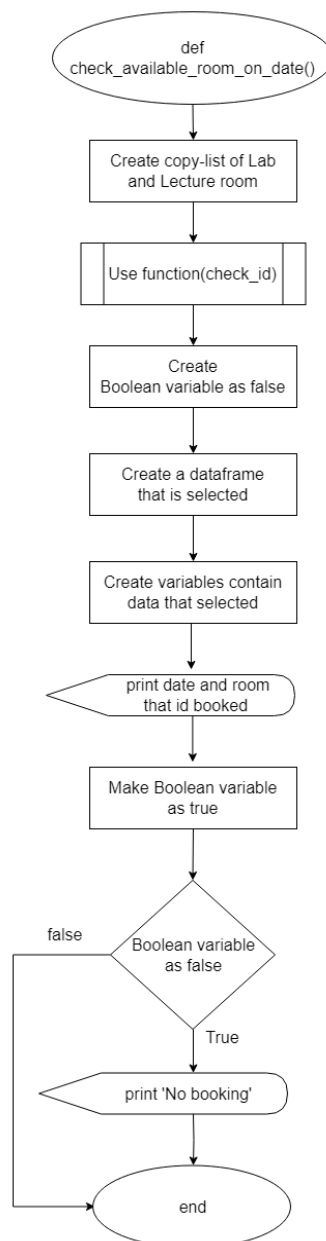 def
check_available_room_on_date()
Create copy-list of Lab
and Lecture room
Use function(check_id)
Create
Boolean variable as false
Create a dataframe
that is selected
Create variables contain
data that selected
print date and room
that id booked
Make Boolean variable
as true
false
Boolean variable
as false
True
print 'No booking'
end